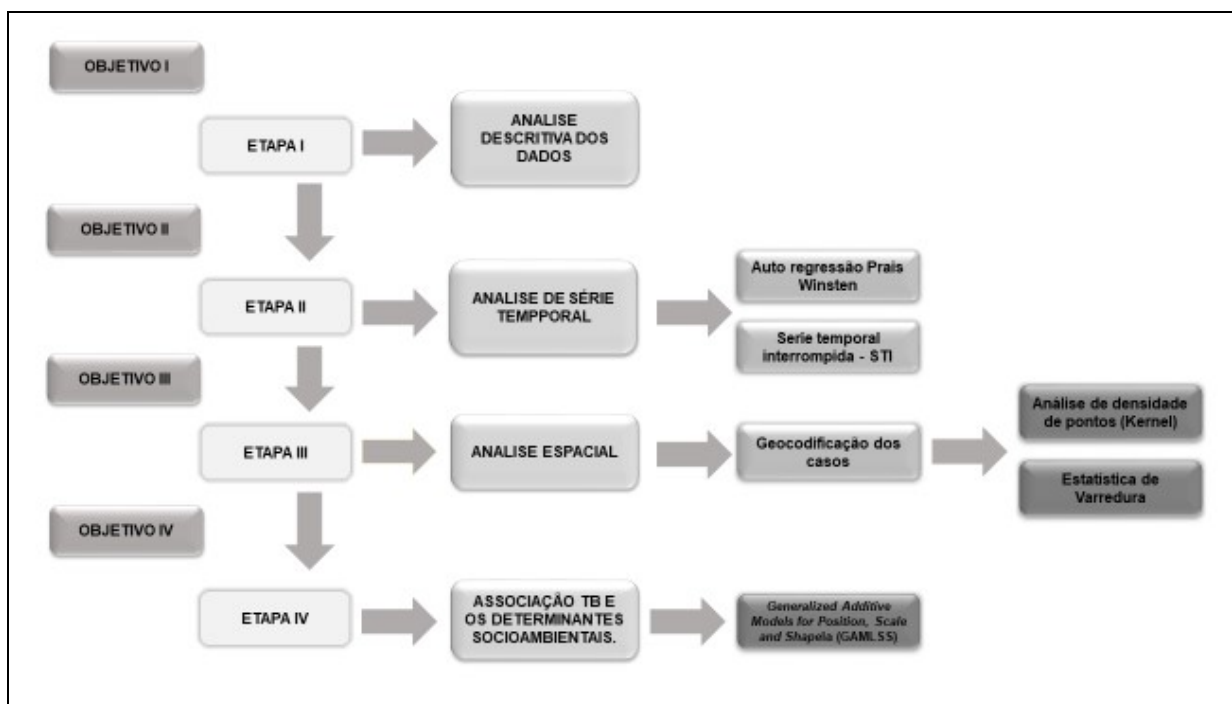 OBJETIVO I
ETAPA I
ANALISE
DESCRITIVA DOS
DADOS
OBJETIVO II
ETAPA II
ANALISE DE SÉRIE
TEMPPORAL
Auto regressão Prais
Winsten
Serie temporal
interrompida - STI
OBJETIVO III
ETAPA III
ANALISE ESPACIAL
Geocodificação dos
casos
Análise de densidade
de pontos (Kernel)
Estatística de
Varredura
OBJETIVO IV
ETAPA IV
ASSOCIAÇÃO TB E
OS DETERMINANTES
SOCIOAMBIENTAIS.
Generalized Additive
Models for Position, Scale
and Shapeia (GAMLSS)